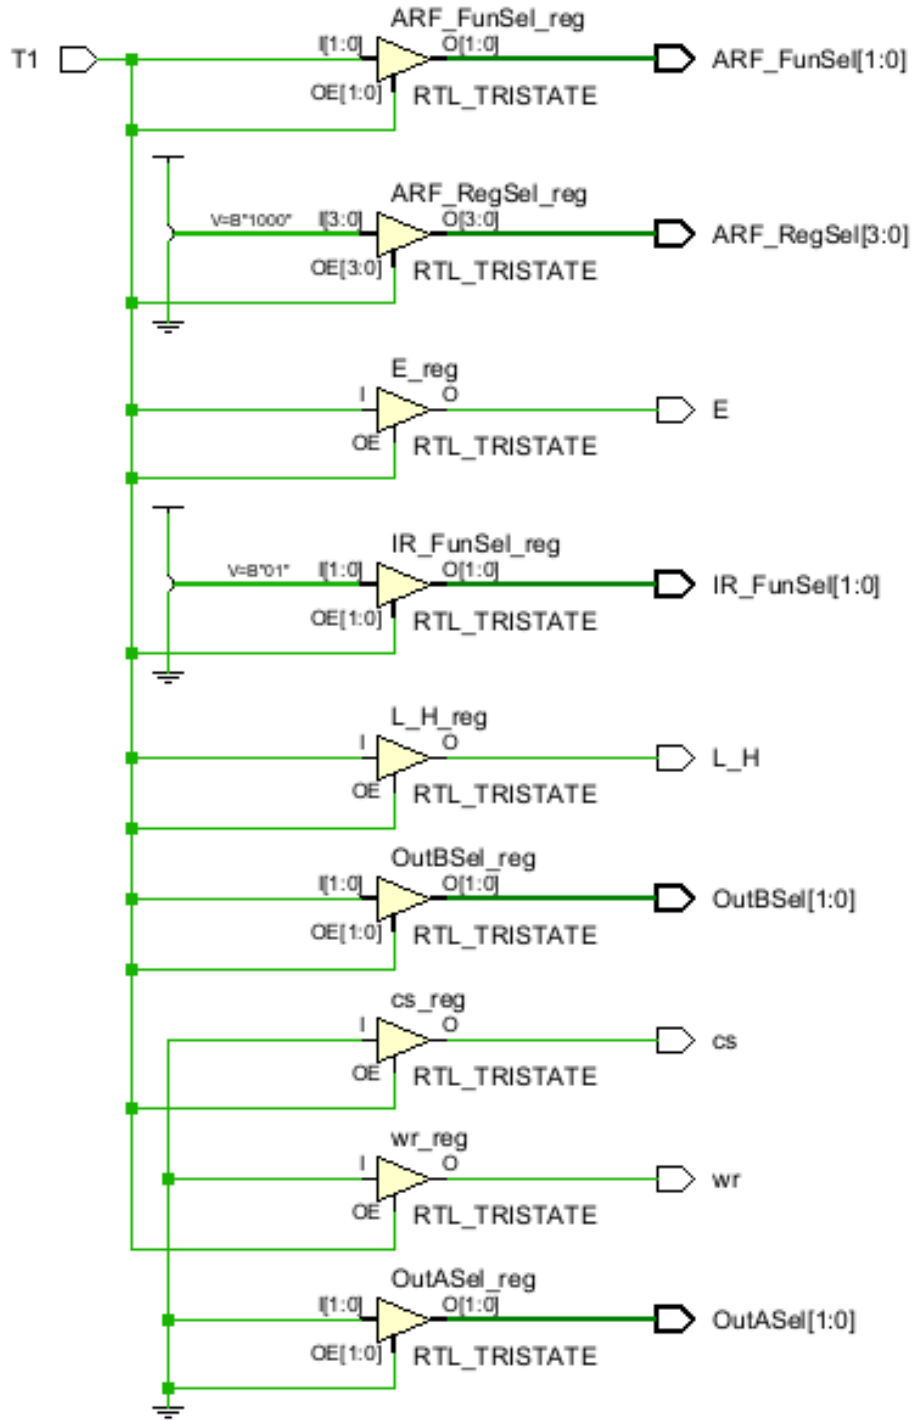 ARF_FunSel_reg
T1
I[1:0]
O[1:0]
ARF_FunSel[1:0]
OE[1:0]
RTL_TRISTATE
ARF_RegSel_reg
V=B"1000"
I[3:0]
O[3:0]
ARF_RegSel[3:0]
OE[3:0]
RTL_TRISTATE
E_reg
I
O
E
OE
RTL_TRISTATE
IR_FunSel_reg
V=B"01"
I[1:0]
O[1:0]
IR_FunSel[1:0]
OE[1:0]
RTL_TRISTATE
L_H_reg
I
O
L_H
OE
RTL_TRISTATE
OutBSel_reg
I[1:0]
O[1:0]
OutBSel[1:0]
OE[1:0]
RTL_TRISTATE
cs_reg
I
O
cs
OE
RTL_TRISTATE
wr_reg
I
O
wr
OE
RTL_TRISTATE
OutASel_reg
I[1:0]
O[1:0]
OutASel[1:0]
OE[1:0]
RTL_TRISTATE